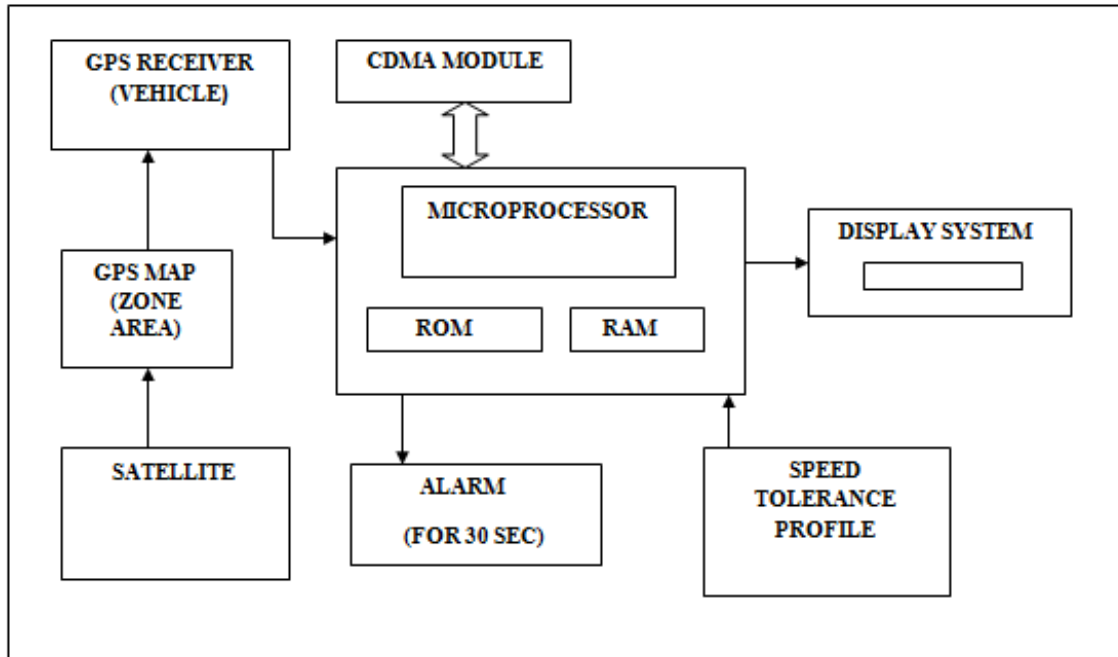 GPS RECEIVER
(VEHICLE)
CDMA MODULE
MICROPROCESSOR
DISPLAY SYSTEM
GPS MAP
(ZONE
AREA)
ROM
RAM
SATELLITE
ALARM
(FOR 30 SEC)
SPEED
TOLERANCE
PROFILE